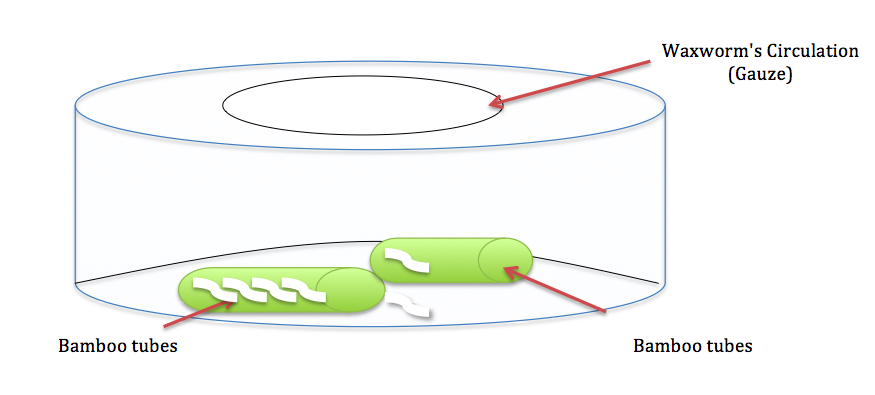 Waxworm's Circulation
(Gauze)
Bamboo tubes
Bamboo tubes